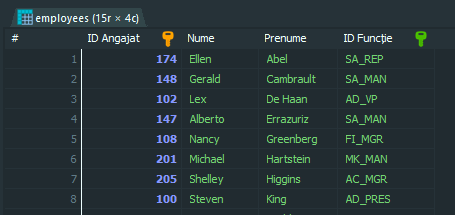 employees (15r × 4c)
# ID Angajat Nume Prenume ID Funcție
1 174 Ellen Abel SA_REP
2 148 Gerald Cambrault SA_MAN
3 102 Lex De Haan AD_VP
4 147 Alberto Errazuriz SA_MAN
5 108 Nancy Greenberg FI_MGR
6 201 Michael Hartstein MK_MAN
7 205 Shelley Higgins AC_MGR
8 100 Steven King AD_PRES